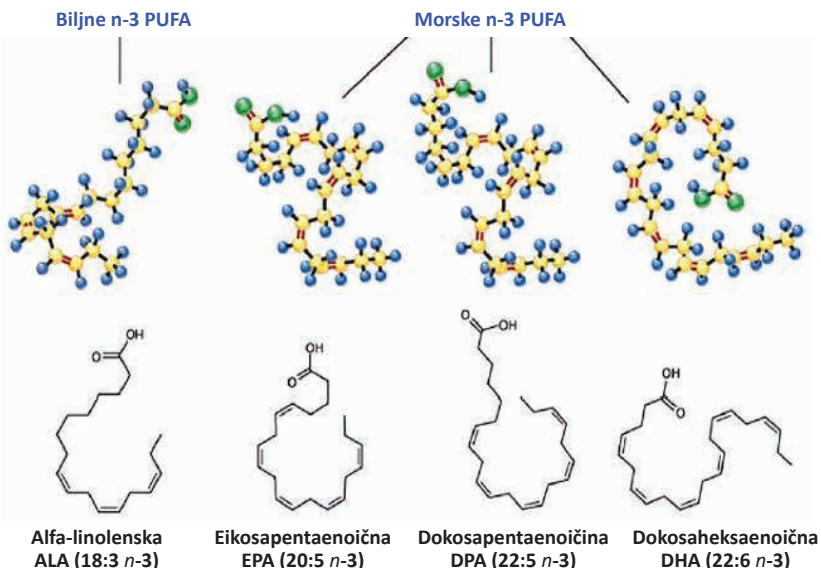 Biljne n-3 PUFA
Morske n-3 PUFA
OH
O
OH
O
O
OH
OH
O
Alfa-linolenska
ALA (18:3 n-3)
Eikosapentaenoična
EPA (20:5 n-3)
Dokosapentaenoičina
DPA (22:5 n-3)
Dokosaheksaenoična
DHA (22:6 n-3)